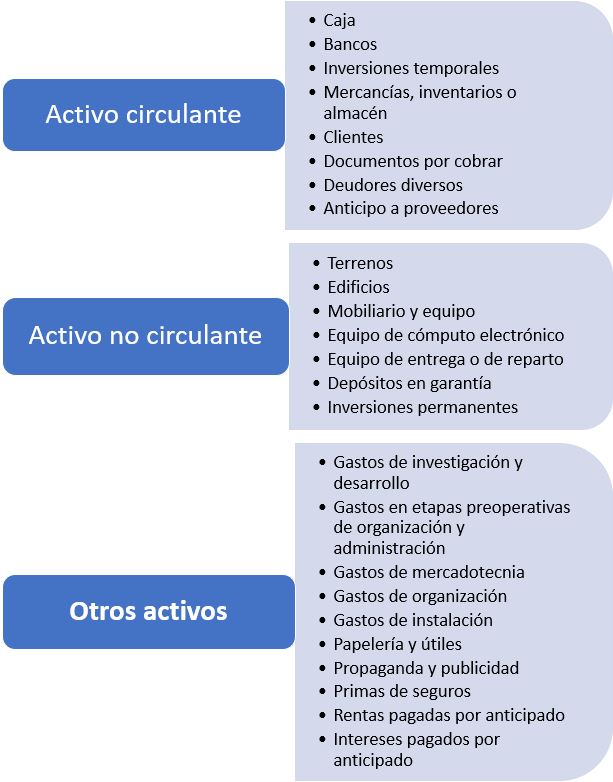 Activo circulante
• Caja
• Bancos
• Inversiones temporales
• Mercancías, inventarios o
almacén
• Clientes
• Documentos por cobrar
• Deudores diversos
• Anticipo a proveedores
Activo no circulante
• Terrenos
• Edificios
• Mobiliario y equipo
• Equipo de cómputo electrónico
• Equipo de entrega o de reparto
• Depósitos en garantía
• Inversiones permanentes
Otros activos
• Gastos de investigación y
desarrollo
• Gastos en etapas preoperativas
de organización y
administración
• Gastos de mercadotecnia
• Gastos de organización
• Gastos de instalación
• Papelería y útiles
• Propaganda y publicidad
• Primas de seguros
• Rentas pagadas por anticipado
• Intereses pagados por
anticipado